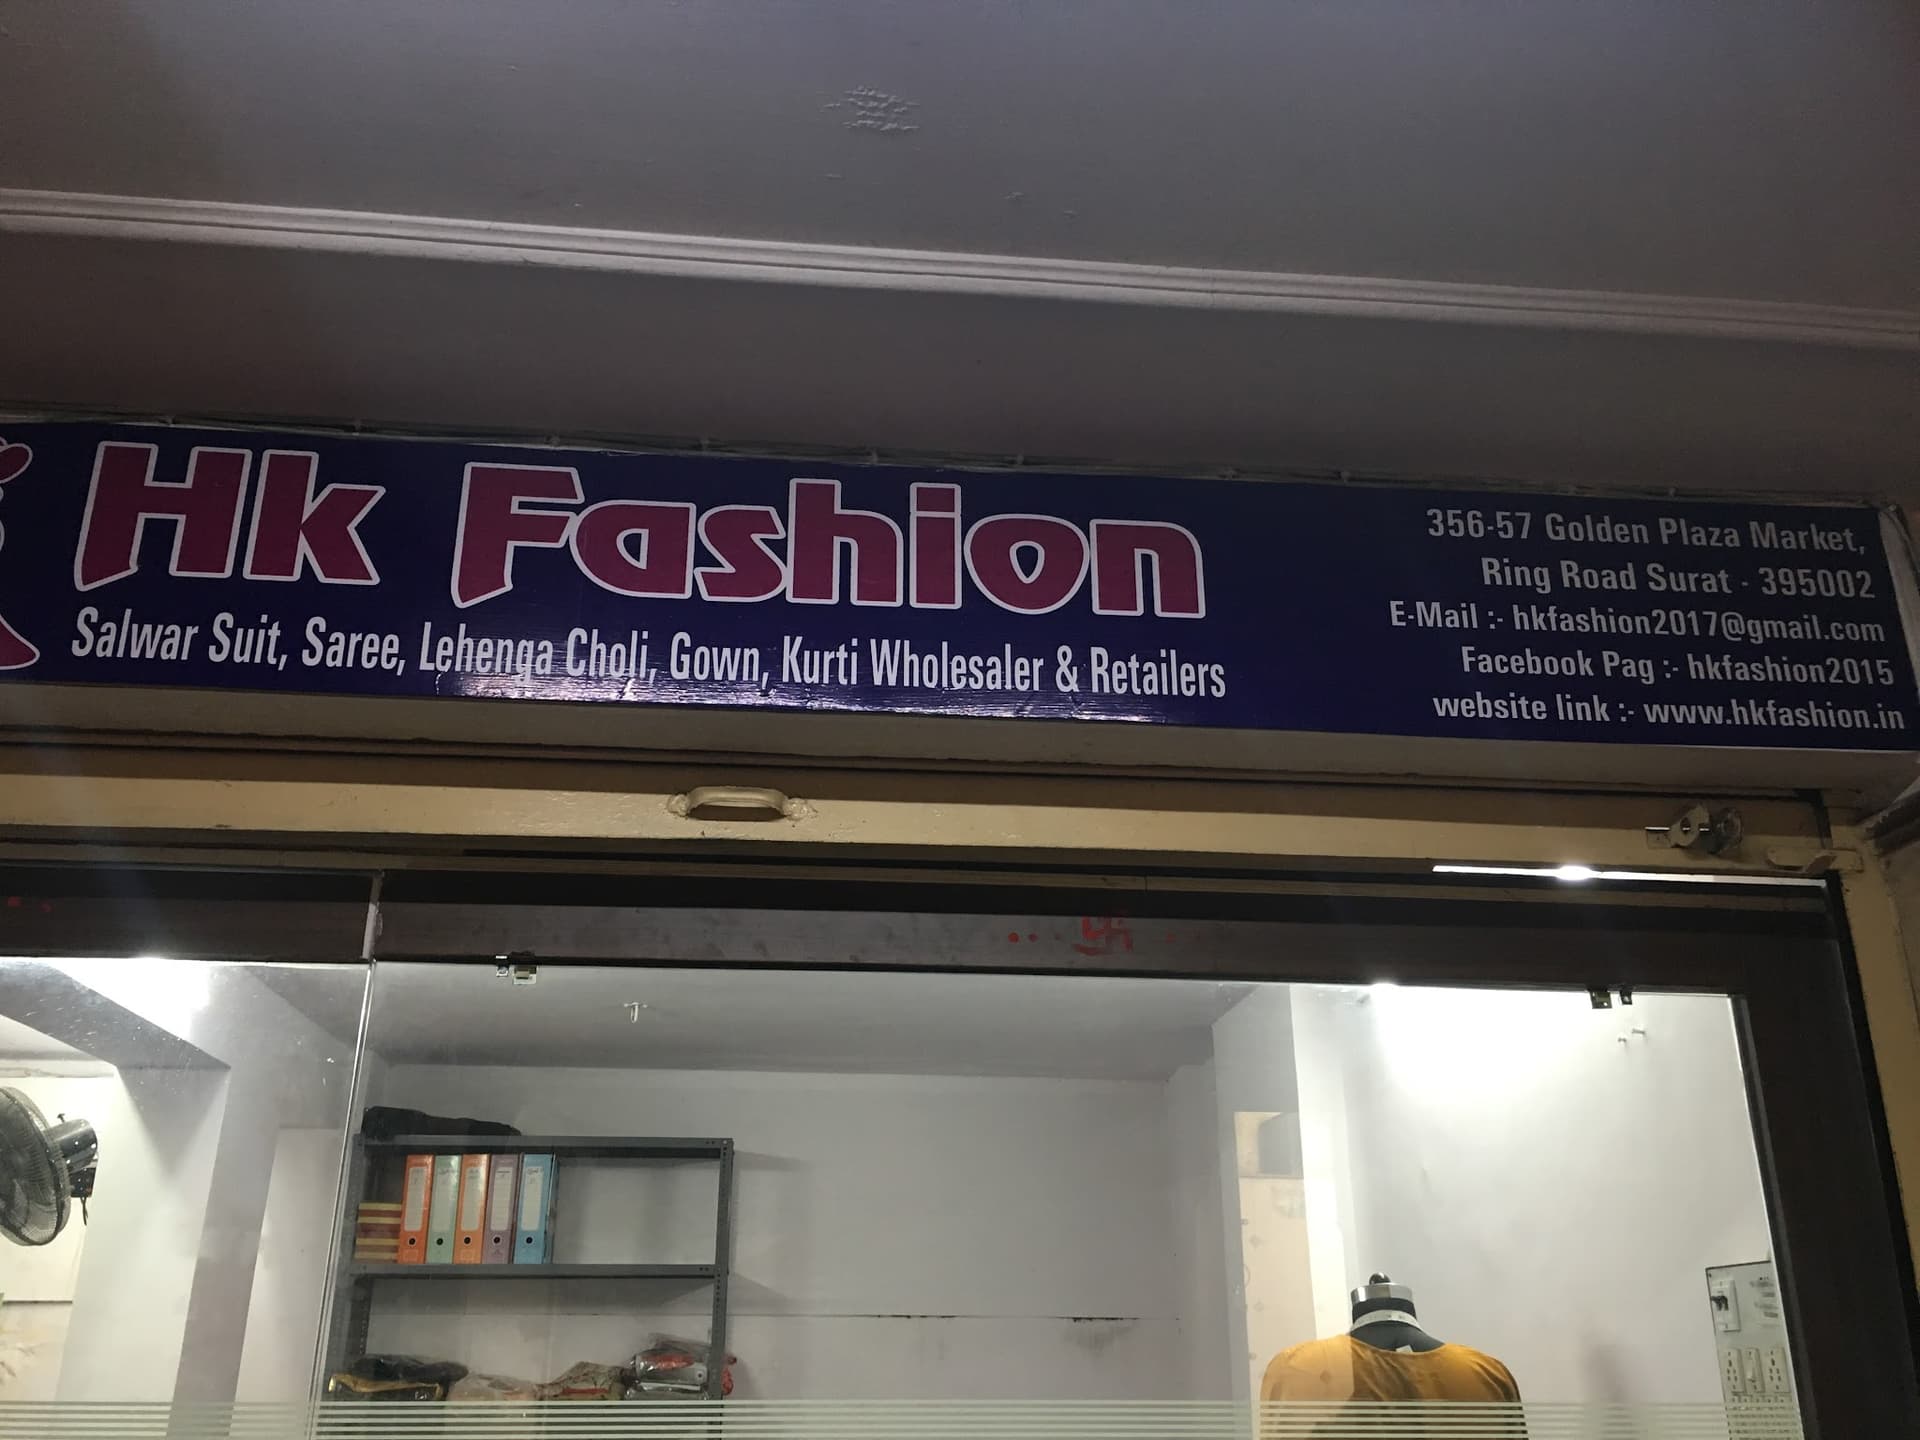 Hk Fashion
Salwar Suit, Saree, Lehenga Choli, Gown, Kurti Wholesaler & Retailers
356-57 Golden Plaza Market,
Ring Road Surat - 395002
E-Mail :- hkfashion2017@gmail.com
Facebook Pag :- hkfashion2015
website link :- www.hkfashion.in